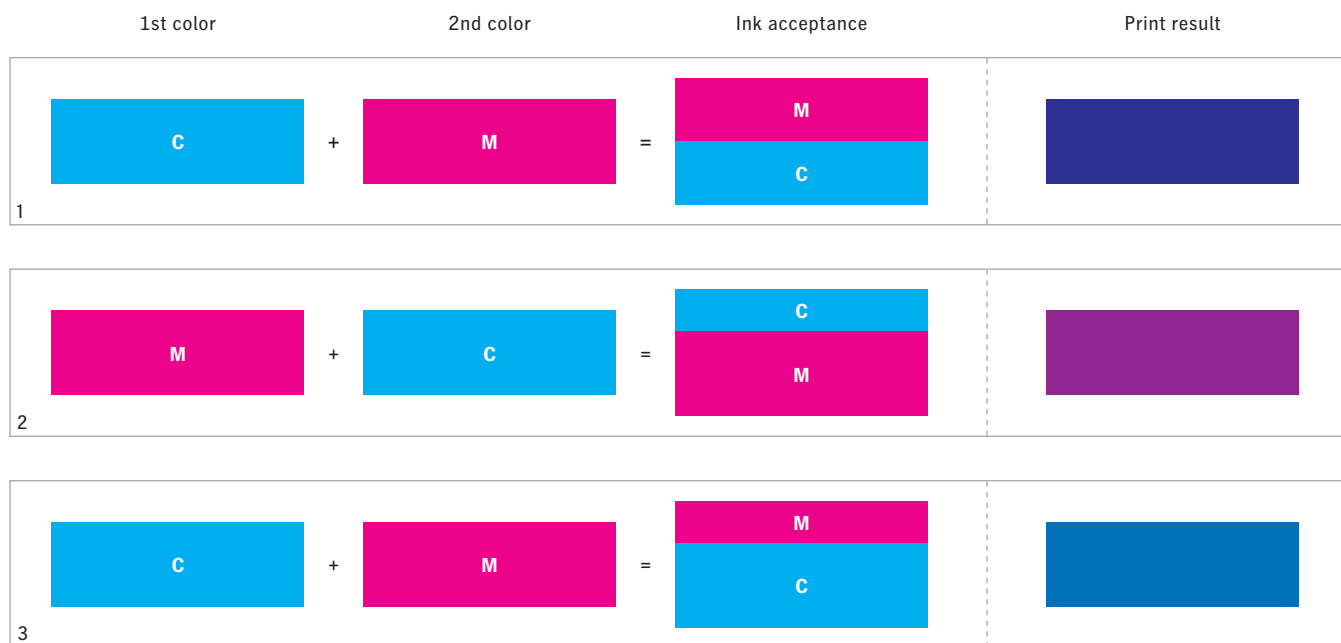 1st color 2nd color Ink acceptance Print result
M
C + M =
C
1
C
M + C =
M
2
M
C + M =
C
3